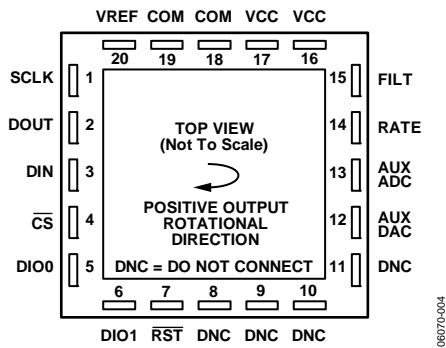 VREF COM COM VCC VCC
20 19 18 17 16
SCLK 1
DOUT 2
DIN 3
CS 4
DIO0 5
15 FILT
14 RATE
13 AUX
ADC
12 AUX
DAC
11 DNC
TOP VIEW
(Not To Scale)
POSITIVE OUTPUT
ROTATIONAL
DIRECTION
DNC = DO NOT CONNECT
6 7 8 9 10
DIO1 RST DNC DNC DNC
06070-004